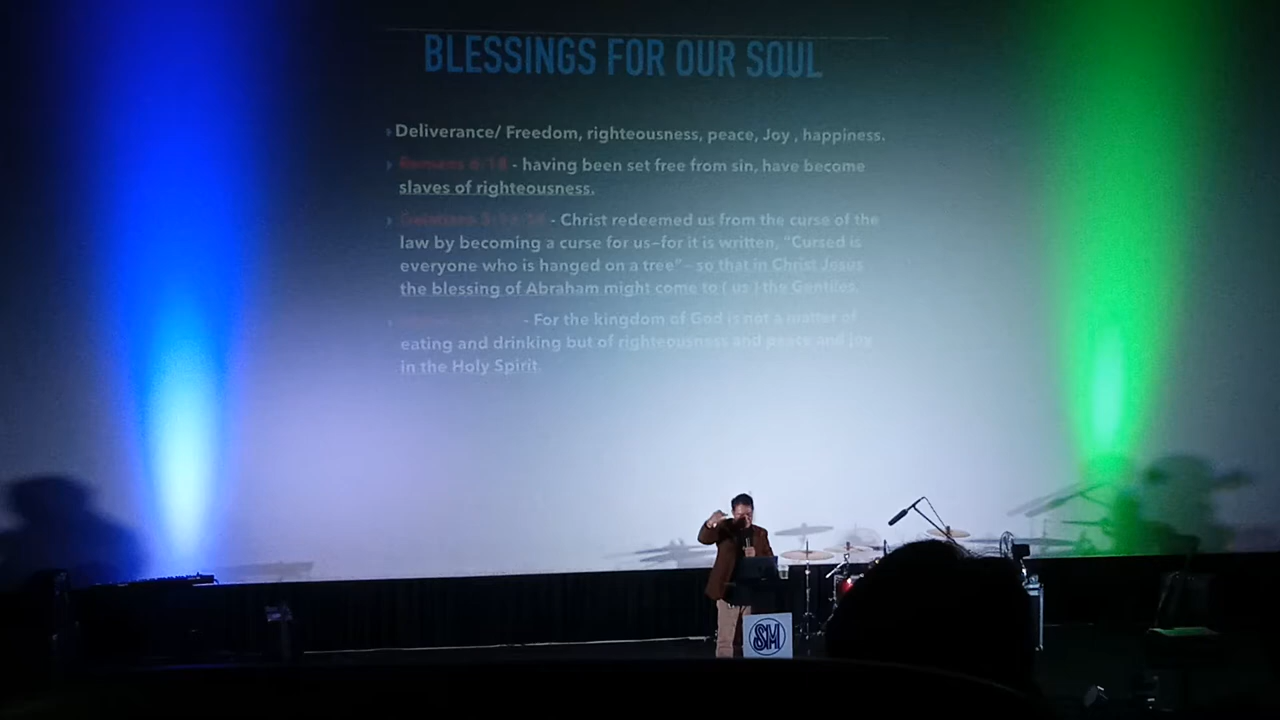 BLESSINGS FOR OUR SOUL
Deliverance/ Freedom, righteousness, peace, Joy , happiness.
Romans 6:18 - having been set free from sin, have become
slaves of righteousness.
- Christ redeemed us from the curse of the
law by becoming a curse for us—for it is written, "Cursed is
everyone who is hanged on a tree"— so that in Christ Jesus
the blessing of Abraham might come to ( us ) the Gentiles,
- For the kingdom of God is not a matter of
eating and drinking but of righteousness and peace and joy
in the Holy Spirit.
SM